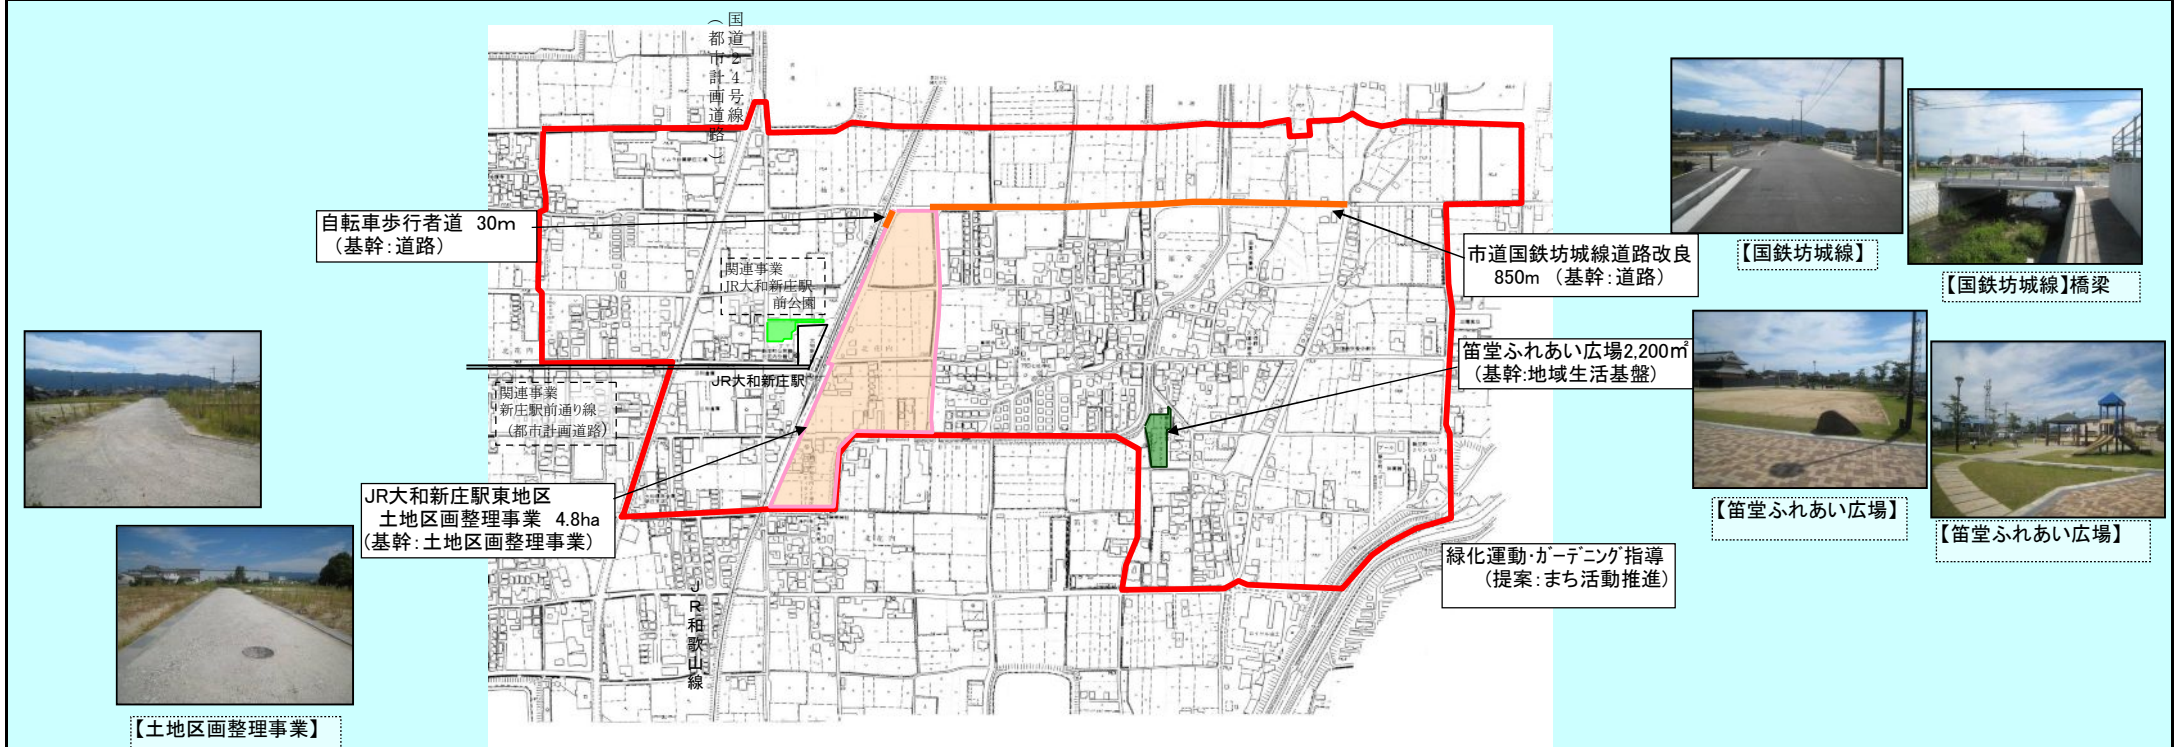 国道24号線
（都市計画道路）
自転車歩行者道 30m
（基幹：道路）
関連事業
JR大和新庄駅
前公園
市道国鉄坊城線道路改良
850m （基幹：道路）
【国鉄坊城線】
【国鉄坊城線】橋梁
笛堂ふれあい広場2,200㎡
（基幹:地域生活基盤）
JR大和新庄駅
関連事業
新庄駅前通り線
（都市計画道路）
北花内
JR大和新庄駅東地区
土地区画整理事業 4.8ha
（基幹：土地区画整理事業）
【笛堂ふれあい広場】
【笛堂ふれあい広場】
緑化運動・ガーデニング指導
（提案：まち活動推進）
JR和歌山線
【土地区画整理事業】